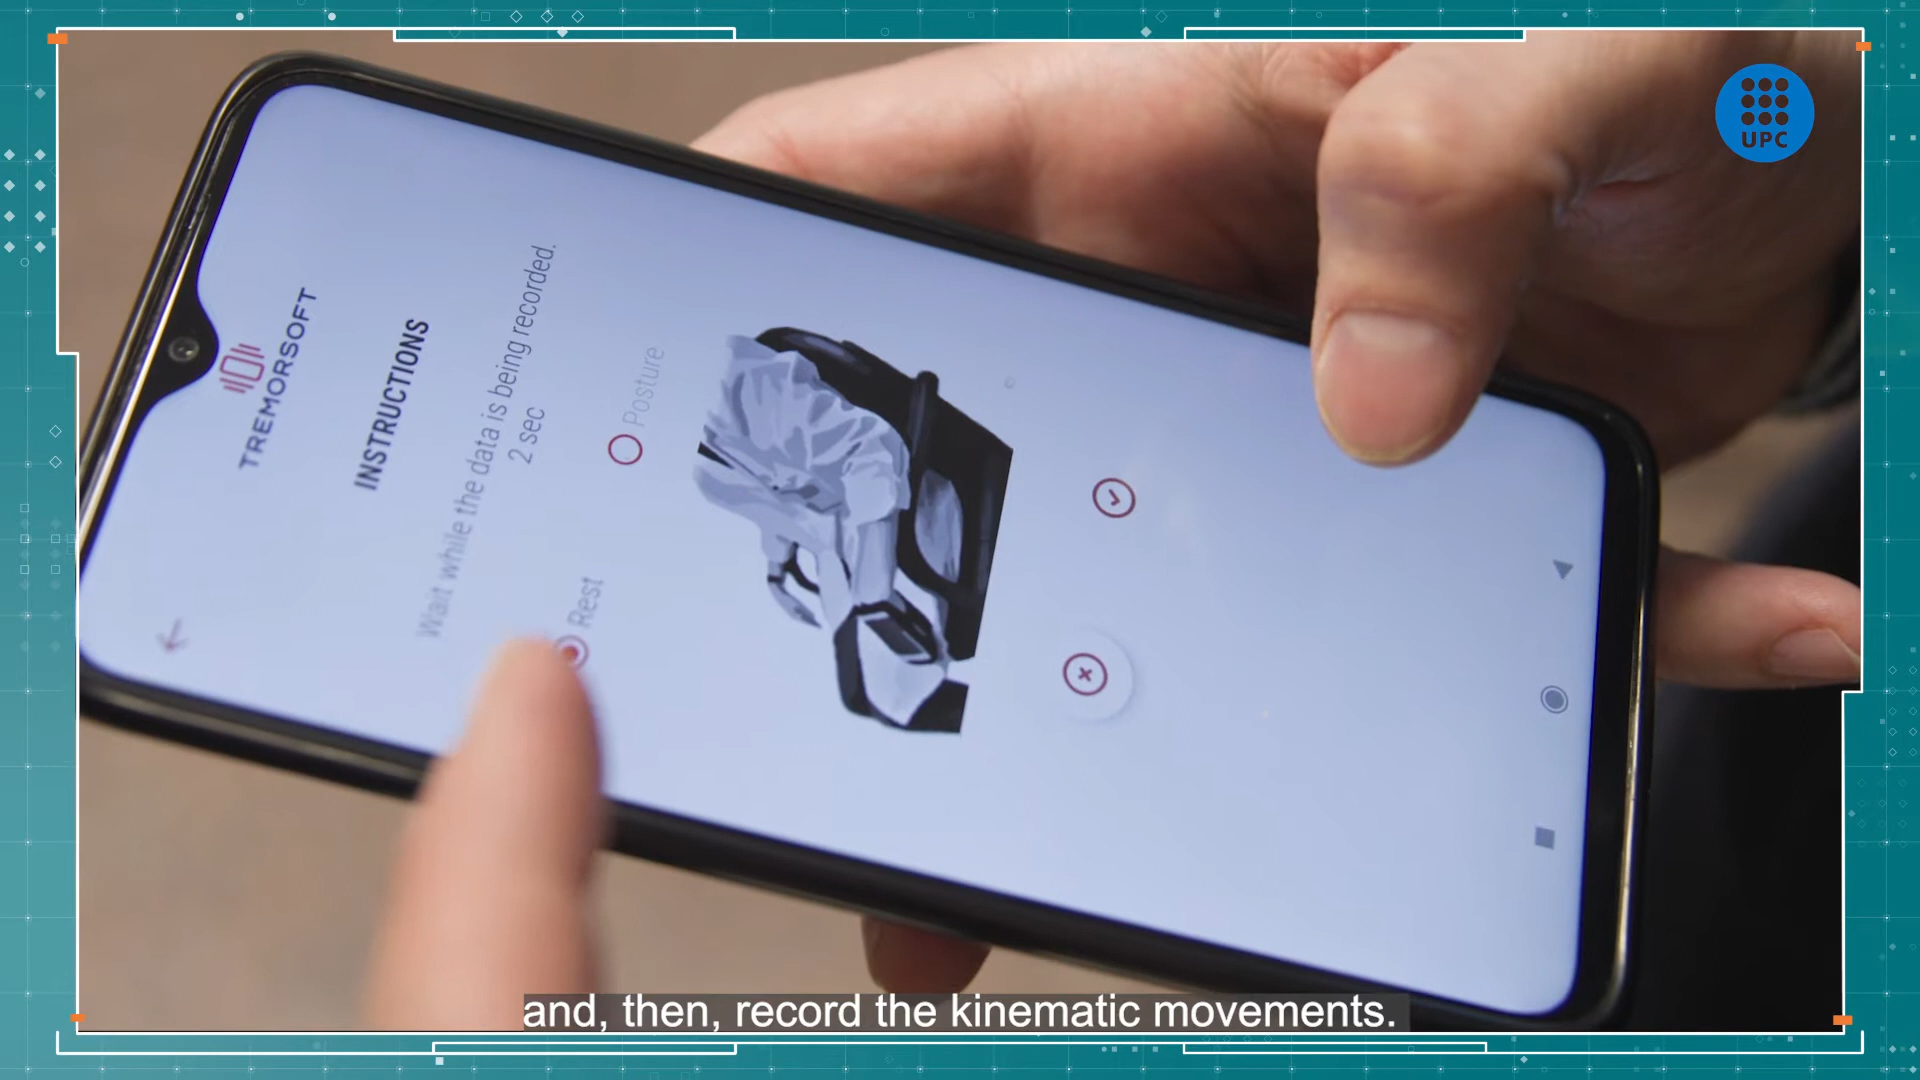 UPC
TREMORSOFT
INSTRUCTIONS
Wait while the data is being recorded.
2 sec
Rest
Posture
and, then, record the kinematic movements.